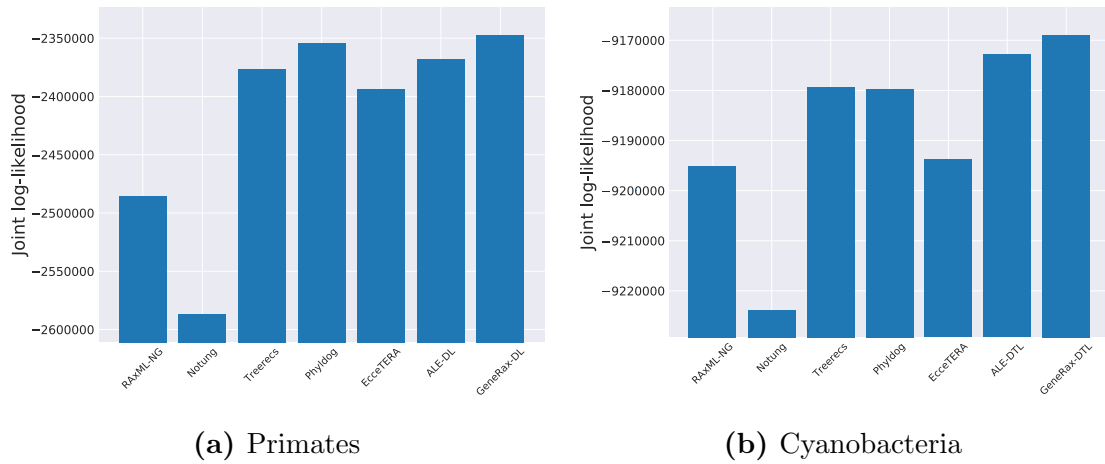 Joint log-likelihood
−2350000
−2400000
−2450000
−2500000
−2550000
−2600000
RAxML-NG
Notung
Treerecs
Phyldog
EcceTERA
ALE-DL
GeneRax-DL
(a) Primates
Joint log-likelihood
−9170000
−9180000
−9190000
−9200000
−9210000
−9220000
RAxML-NG
Notung
Treerecs
Phyldog
EcceTERA
ALE-DTL
GeneRax-DTL
(b) Cyanobacteria